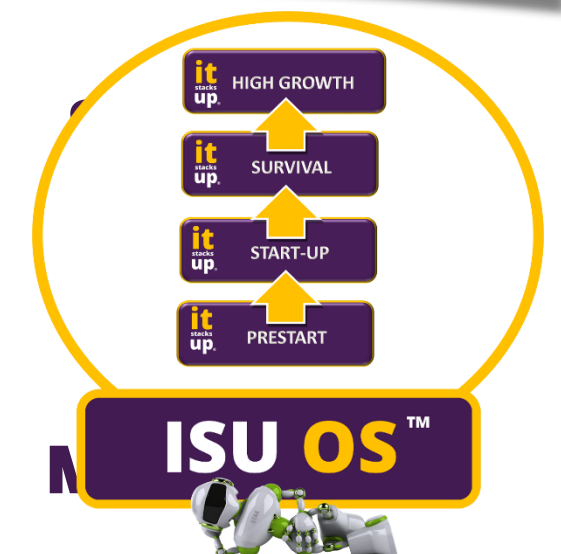 it
stacks
up.
HIGH GROWTH
it
stacks
up.
SURVIVAL
it
stacks
up.
START-UP
it
stacks
up.
PRESTART
ISU OS™